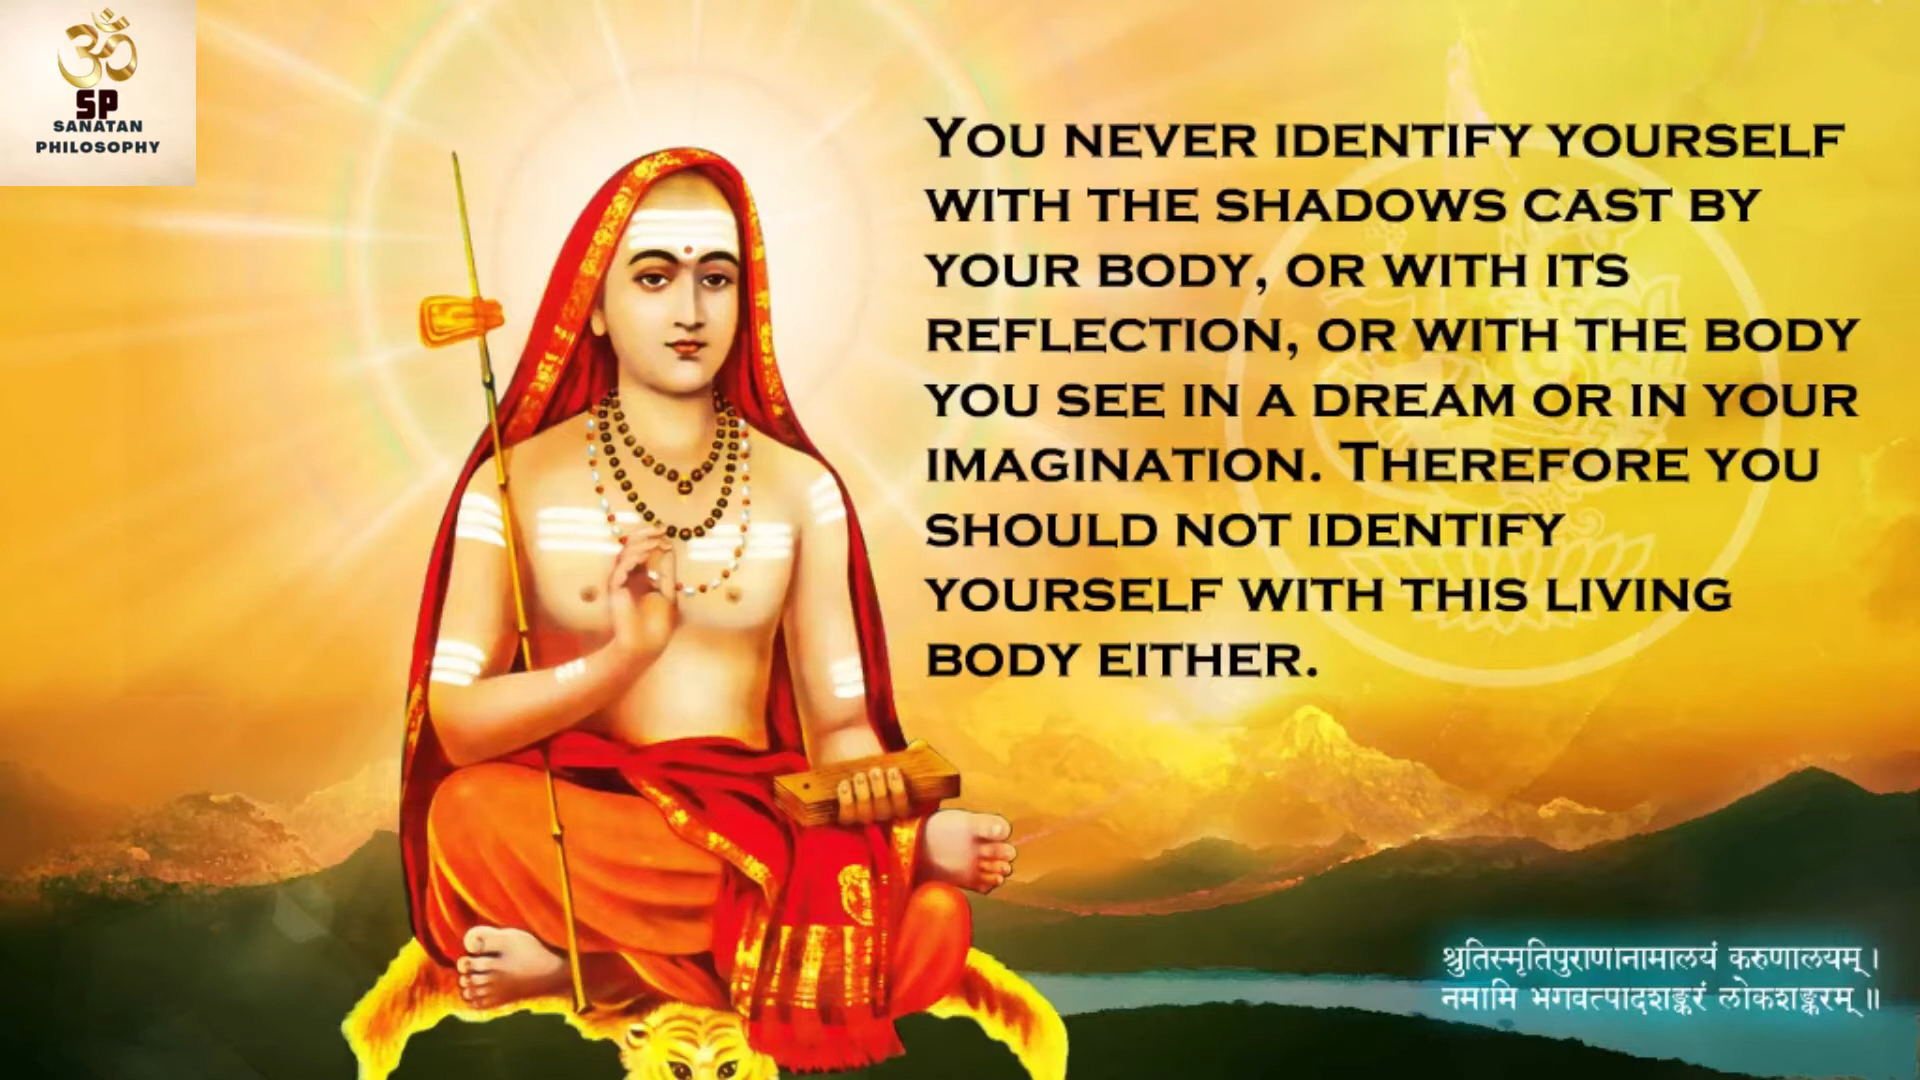 ॐ
SP
SANATAN
PHILOSOPHY
YOU NEVER IDENTIFY YOURSELF
WITH THE SHADOWS CAST BY
YOUR BODY, OR WITH ITS
REFLECTION, OR WITH THE BODY
YOU SEE IN A DREAM OR IN YOUR
IMAGINATION. THEREFORE YOU
SHOULD NOT IDENTIFY
YOURSELF WITH THIS LIVING
BODY EITHER.
श्रुतिस्मृतिपुराणानामालयं करुणालयम् ।
नमामि भगवत्पादशङ्करं लोकशङ्करम् ॥